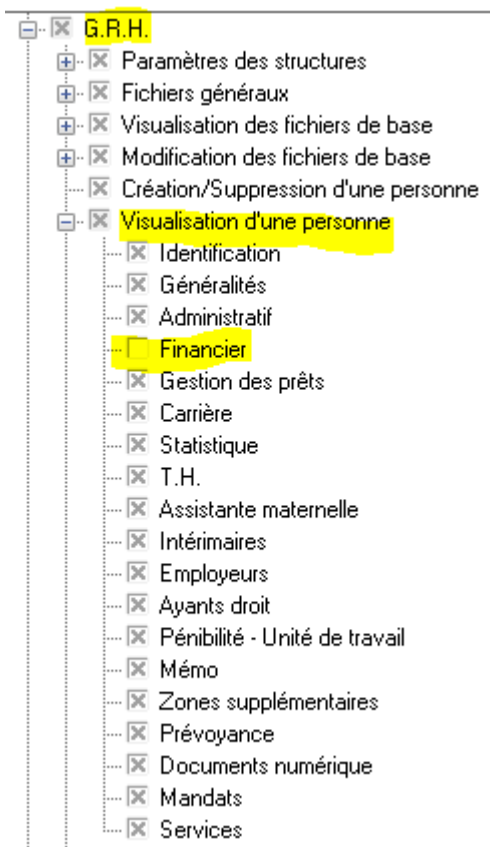 G.R.H.
Paramètres des structures
Fichiers généraux
Visualisation des fichiers de base
Modification des fichiers de base
Création/Suppression d'une personne
Visualisation d'une personne
Identification
Généralités
Administratif
Financier
Gestion des prêts
Carrière
Statistique
T.H.
Assistante maternelle
Intérimaires
Employeurs
Ayants droit
Pénibilité - Unité de travail
Mémo
Zones supplémentaires
Prévoyance
Documents numérique
Mandats
Services